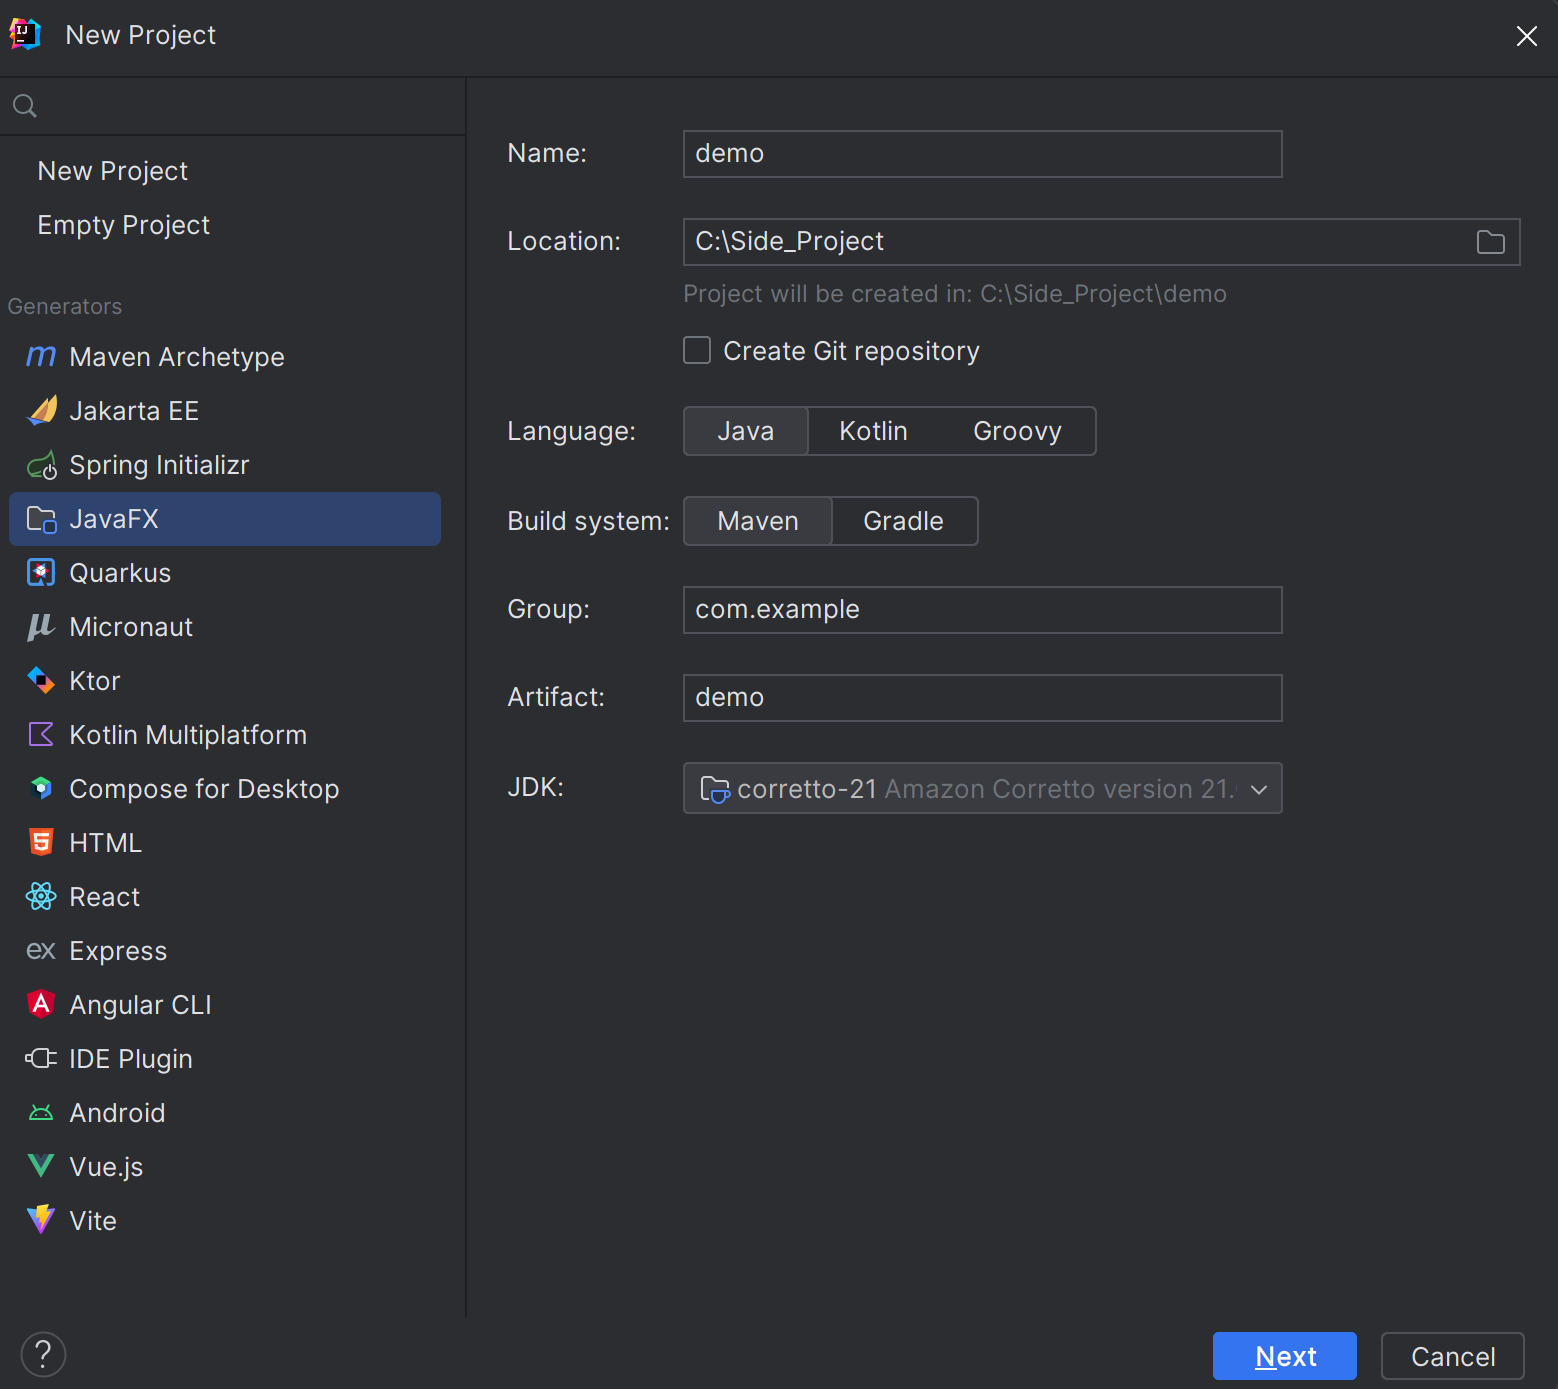 New Project
New Project
Empty Project
Generators
Maven Archetype
Jakarta EE
Spring Initializr
JavaFX
Quarkus
Micronaut
Ktor
Kotlin Multiplatform
Compose for Desktop
HTML
React
ex Express
Angular CLI
IDE Plugin
Android
Vue.js
Vite
Name: demo
Location: C:\Side_Project
Project will be created in: C:\Side_Project\demo
Create Git repository
Language: Java Kotlin Groovy
Build system: Maven Gradle
Group: com.example
Artifact: demo
JDK: corretto-21 Amazon Corretto version 21.
?
Next Cancel